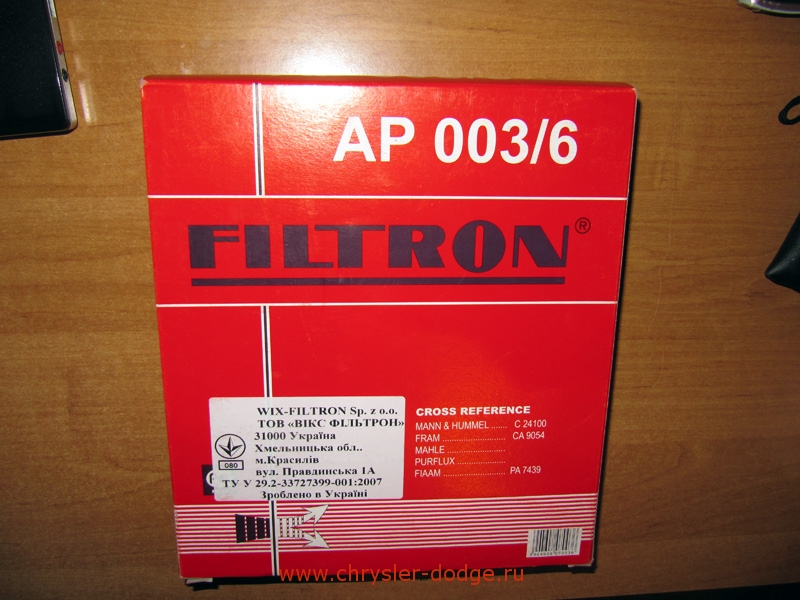 AP 003/6
FILTRON®
WIX-FILTRON Sp. z o.o.
ТОВ «ВІКС ФІЛЬТРОН»
31000 Україна
Хмельницька обл..
м.Красилів
вул. Правдинська 1А
ТУ У 29.2-33727399-001:2007
Зроблено в Україні
080
CROSS REFERENCE
MANN & HUMMEL ...... C 24100
FRAM ........................ CA 9054
MAHLE ......................
PURFLUX ..................
FIAAM ....................... PA 7439
www.chrysler-dodge.ru